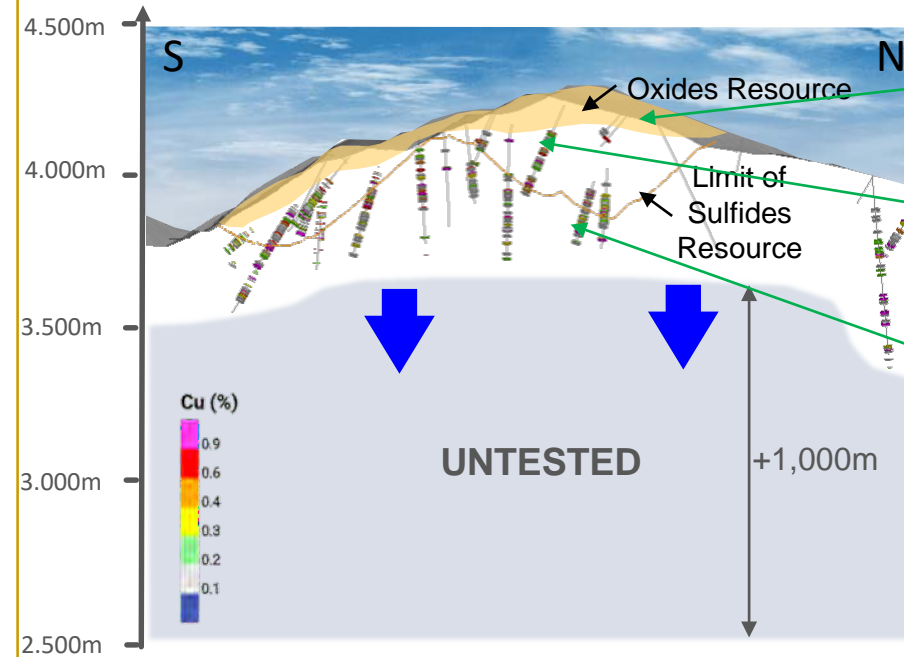 4.500m
S
N
Oxides Resource
4.000m
Limit of
Sulfides
Resource
3.500m
Cu (%)
0.9
0.6
0.4
0.3
0.2
0.1
UNTESTED
+1,000m
3.000m
2.500m